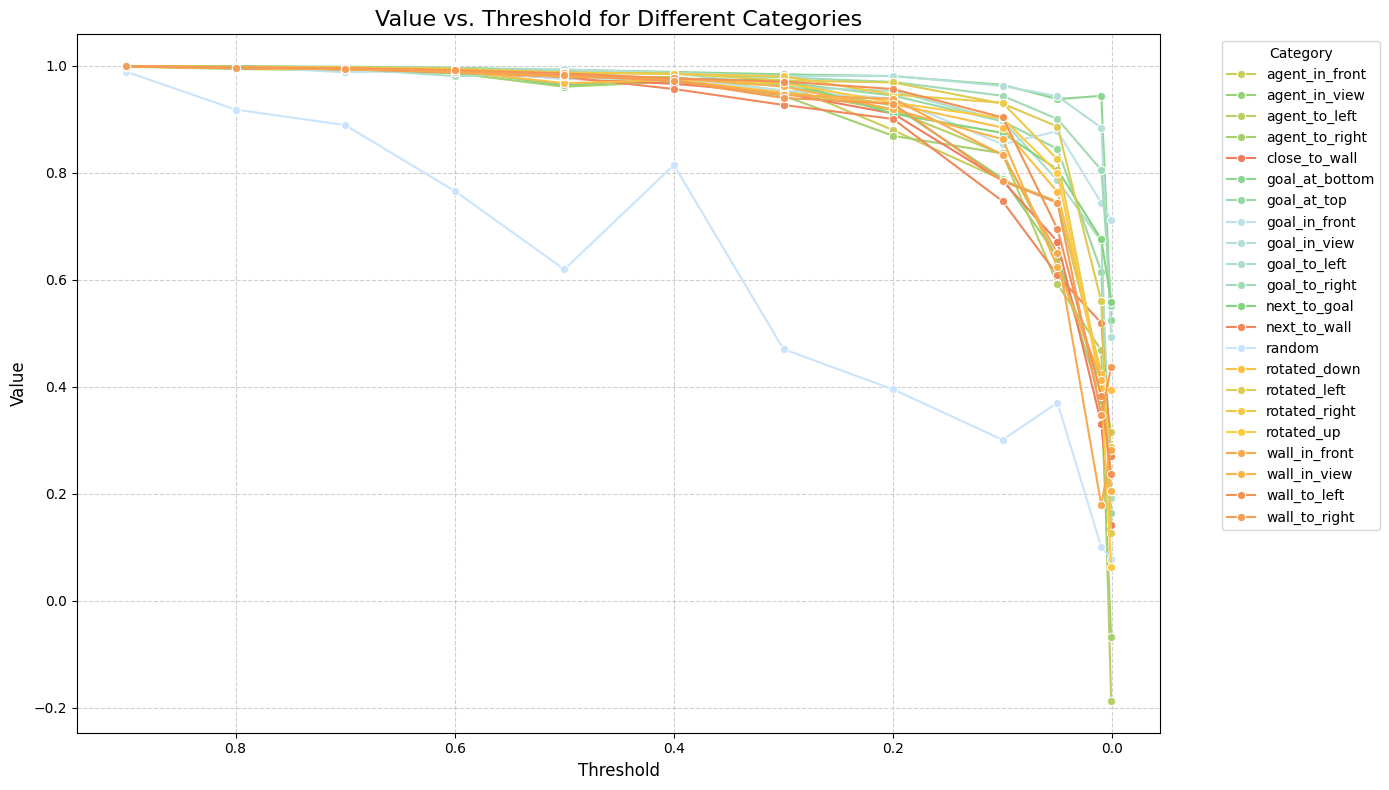 Value vs. Threshold for Different Categories
Value
1.0
0.8
0.6
0.4
0.2
0.0
−0.2
0.8
0.6
0.4
0.2
0.0
Threshold
Category
agent_in_front
agent_in_view
agent_to_left
agent_to_right
close_to_wall
goal_at_bottom
goal_at_top
goal_in_front
goal_in_view
goal_to_left
goal_to_right
next_to_goal
next_to_wall
random
rotated_down
rotated_left
rotated_right
rotated_up
wall_in_front
wall_in_view
wall_to_left
wall_to_right